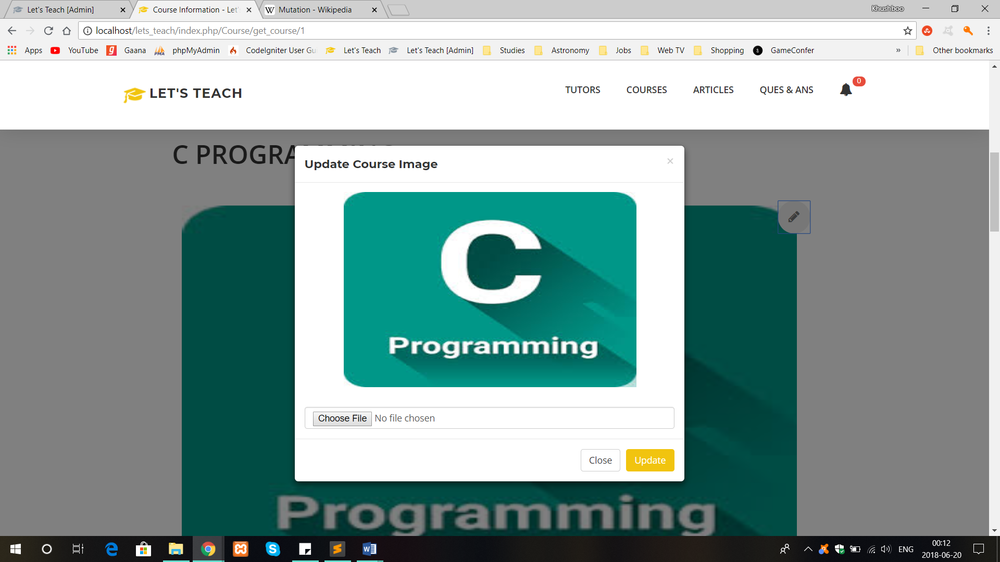 Let's Teach [Admin]
Course Information - Let'
W Mutation - Wikipedia
Khushboo
localhost/lets_teach/index.php/Course/get_course/1
Apps YouTube g Gaana PMA phpMyAdmin CodeIgniter User Gu Let's Teach Let's Teach [Admin] Studies Astronomy Jobs Web TV Shopping GameConfer » Other bookmarks
LET'S TEACH
TUTORS COURSES ARTICLES QUES & ANS 0
C PROGRAMMING
Update Course Image ×
C
Programming
Choose File No file chosen
Close Update
Programming
ENG
00:12
2018-06-20